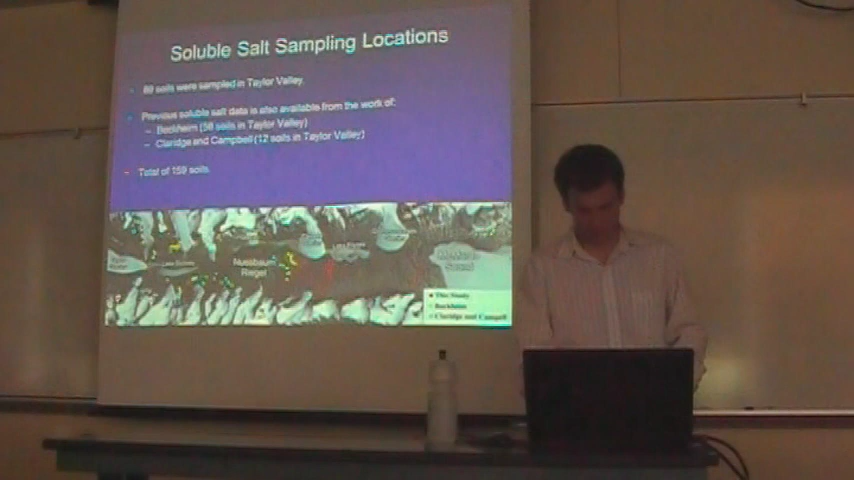 Soluble Salt Sampling Locations
89 soils were sampled in Taylor Valley.
Previous soluble salt data is also available from the work of:
– Bockheim (58 soils in Taylor Valley)
– Claridge and Campbell (12 soils in Taylor Valley)
Total of 159 soils
Nussbaum
Riegel
McMurdo
Sound
This Study
Bockheim
Claridge and Campbell